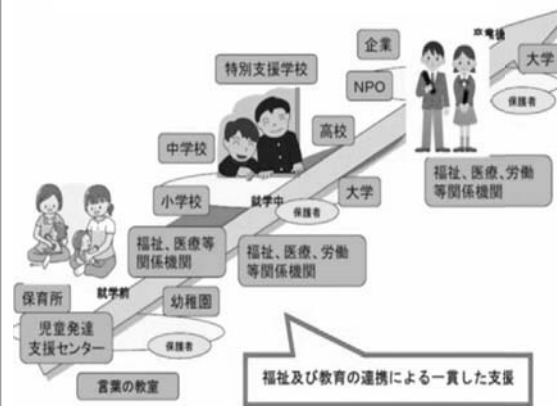 卒業後
企業
大学
特別支援学校
NPO
保護者
高校
中学校
福祉、医療、労働
等関係機関
小学校
就学中
大学
保護者
福祉、医療等
関係機関
福祉、医療、労働
等関係機関
保育所
就学前
幼稚園
児童発達
支援センター
保護者
言葉の教室
福祉及び教育の連携による一貫した支援